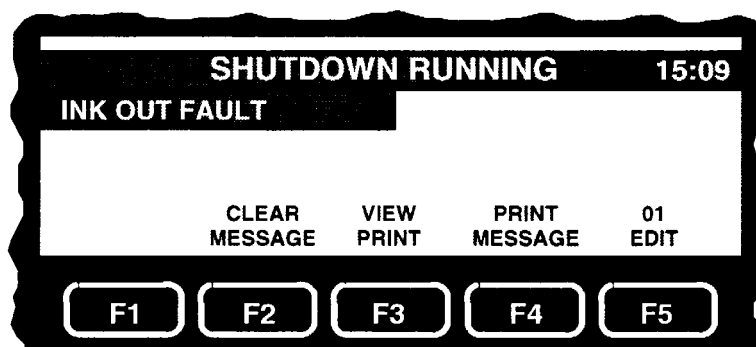 SHUTDOWN RUNNING 15:09
INK OUT FAULT
CLEAR VIEW PRINT 01
MESSAGE PRINT MESSAGE EDIT
F1 F2 F3 F4 F5